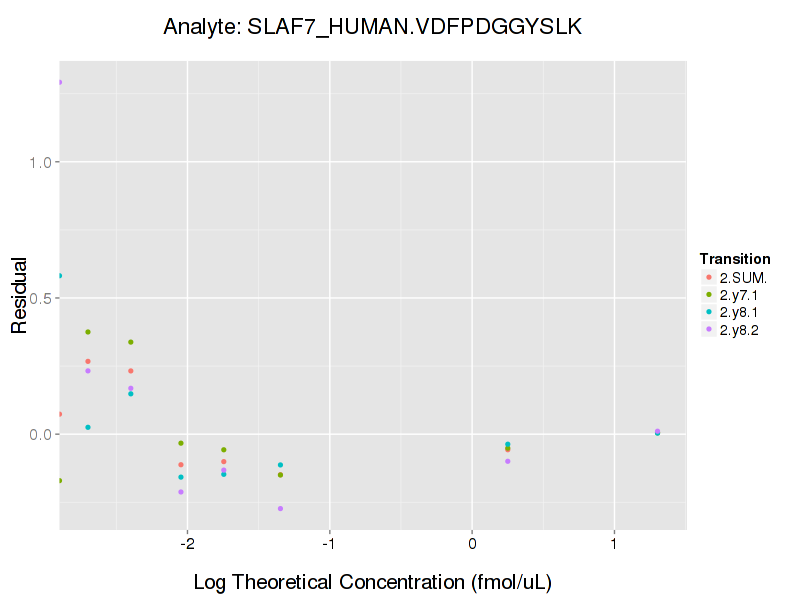 Analyte: SLAF7_HUMAN.VDFPDGGYSLK
1.0
0.5
0.0
Residual
-2
-1
0
1
Log Theoretical Concentration (fmol/uL)
Transition
2.SUM.
2.y7.1
2.y8.1
2.y8.2